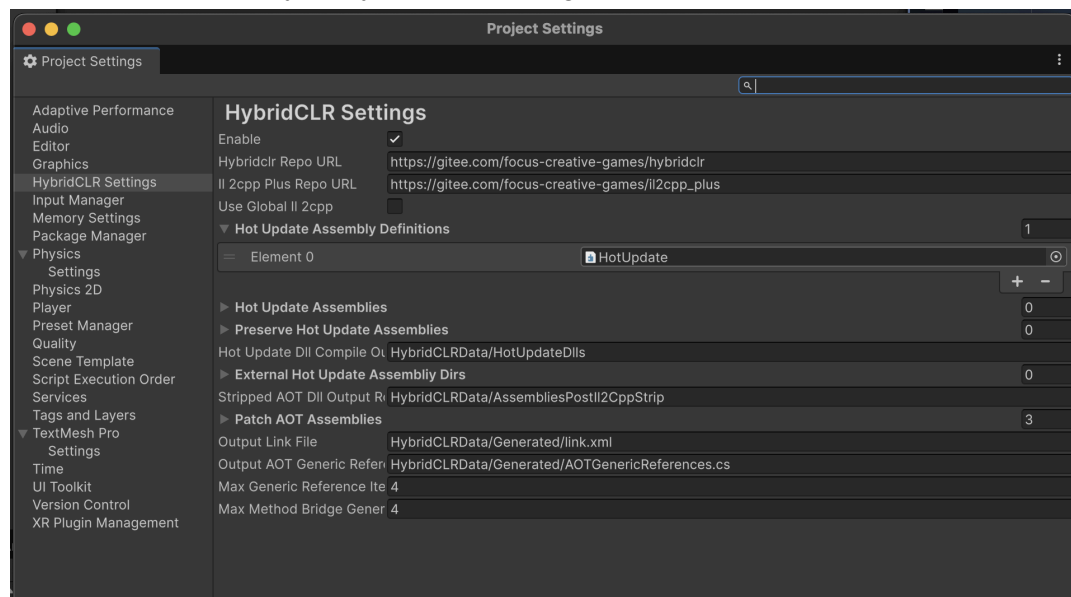 Project Settings
Project Settings
Adaptive Performance
Audio
Editor
Graphics
HybridCLR Settings
Input Manager
Memory Settings
Package Manager
Physics
Settings
Physics 2D
Player
Preset Manager
Quality
Scene Template
Script Execution Order
Services
Tags and Layers
TextMesh Pro
Settings
Time
UI Toolkit
Version Control
XR Plugin Management
HybridCLR Settings
Enable
Hybridclr Repo URL https://gitee.com/focus-creative-games/hybridclr
Il 2cpp Plus Repo URL https://gitee.com/focus-creative-games/il2cpp_plus
Use Global Il 2cpp
Hot Update Assembly Definitions 1
Element 0 HotUpdate
+ -
Hot Update Assemblies 0
Preserve Hot Update Assemblies 0
Hot Update Dll Compile Ou HybridCLRData/HotUpdateDlls
External Hot Update Assembliy Dirs 0
Stripped AOT Dll Output R HybridCLRData/AssembliesPostIl2CppStrip
Patch AOT Assemblies 3
Output Link File HybridCLRData/Generated/link.xml
Output AOT Generic Refer HybridCLRData/Generated/AOTGenericReferences.cs
Max Generic Reference Ite 4
Max Method Bridge Gener 4